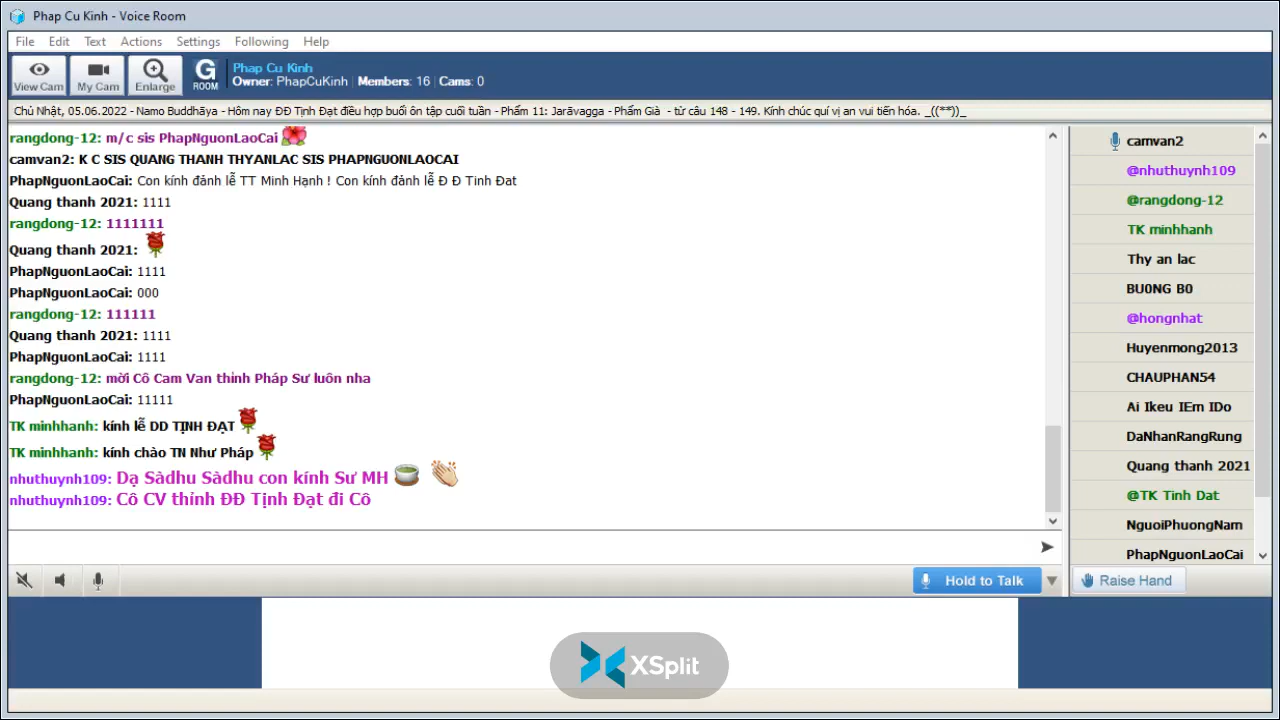 Phap Cu Kinh - Voice Room
File Edit Text Actions Settings Following Help
View Cam
My Cam
Enlarge
G
ROOM
Phap Cu Kinh
Owner: PhapCuKinh | Members: 16 | Cams: 0
Chủ Nhật, 05.06.2022 - Namo Buddhāya - Hôm nay ĐĐ Tịnh Đạt điều hợp buổi ôn tập cuối tuần - Phẩm 11: Jarāvagga - Phẩm Già - từ câu 148 - 149. Kính chúc quí vị an vui tiến hóa. _((**))_
rangdong-12: m/c sis PhapNguonLaoCai
camvan2: K C SIS QUANG THANH THYANLAC SIS PHAPNGUONLAOCAI
PhapNguonLaoCai: Con kính đảnh lễ TT Minh Hạnh ! Con kính đảnh lễ Đ Đ Tinh Đat
Quang thanh 2021: 1111
rangdong-12: 1111111
Quang thanh 2021:
PhapNguonLaoCai: 1111
PhapNguonLaoCai: 000
rangdong-12: 111111
Quang thanh 2021: 1111
PhapNguonLaoCai: 1111
rangdong-12: mời Cô Cam Van thỉnh Pháp Sư luôn nha
PhapNguonLaoCai: 11111
TK minhhanh: kính lễ DD TỊNH ĐẠT
TK minhhanh: kính chào TN Như Pháp
nhuthuynh109: Dạ Sàdhu Sàdhu con kính Sư MH
nhuthuynh109: Cô CV thỉnh ĐĐ Tịnh Đạt đi Cô
camvan2
@nhuthuynh109
@rangdong-12
TK minhhanh
Thy an lac
BU0NG B0
@hongnhat
Huyenmong2013
CHAUPHAN54
Ai Ikeu IEm IDo
DaNhanRangRung
Quang thanh 2021
@TK Tinh Dat
NguoiPhuongNam
PhapNguonLaoCai
Hold to Talk
Raise Hand
XSplit